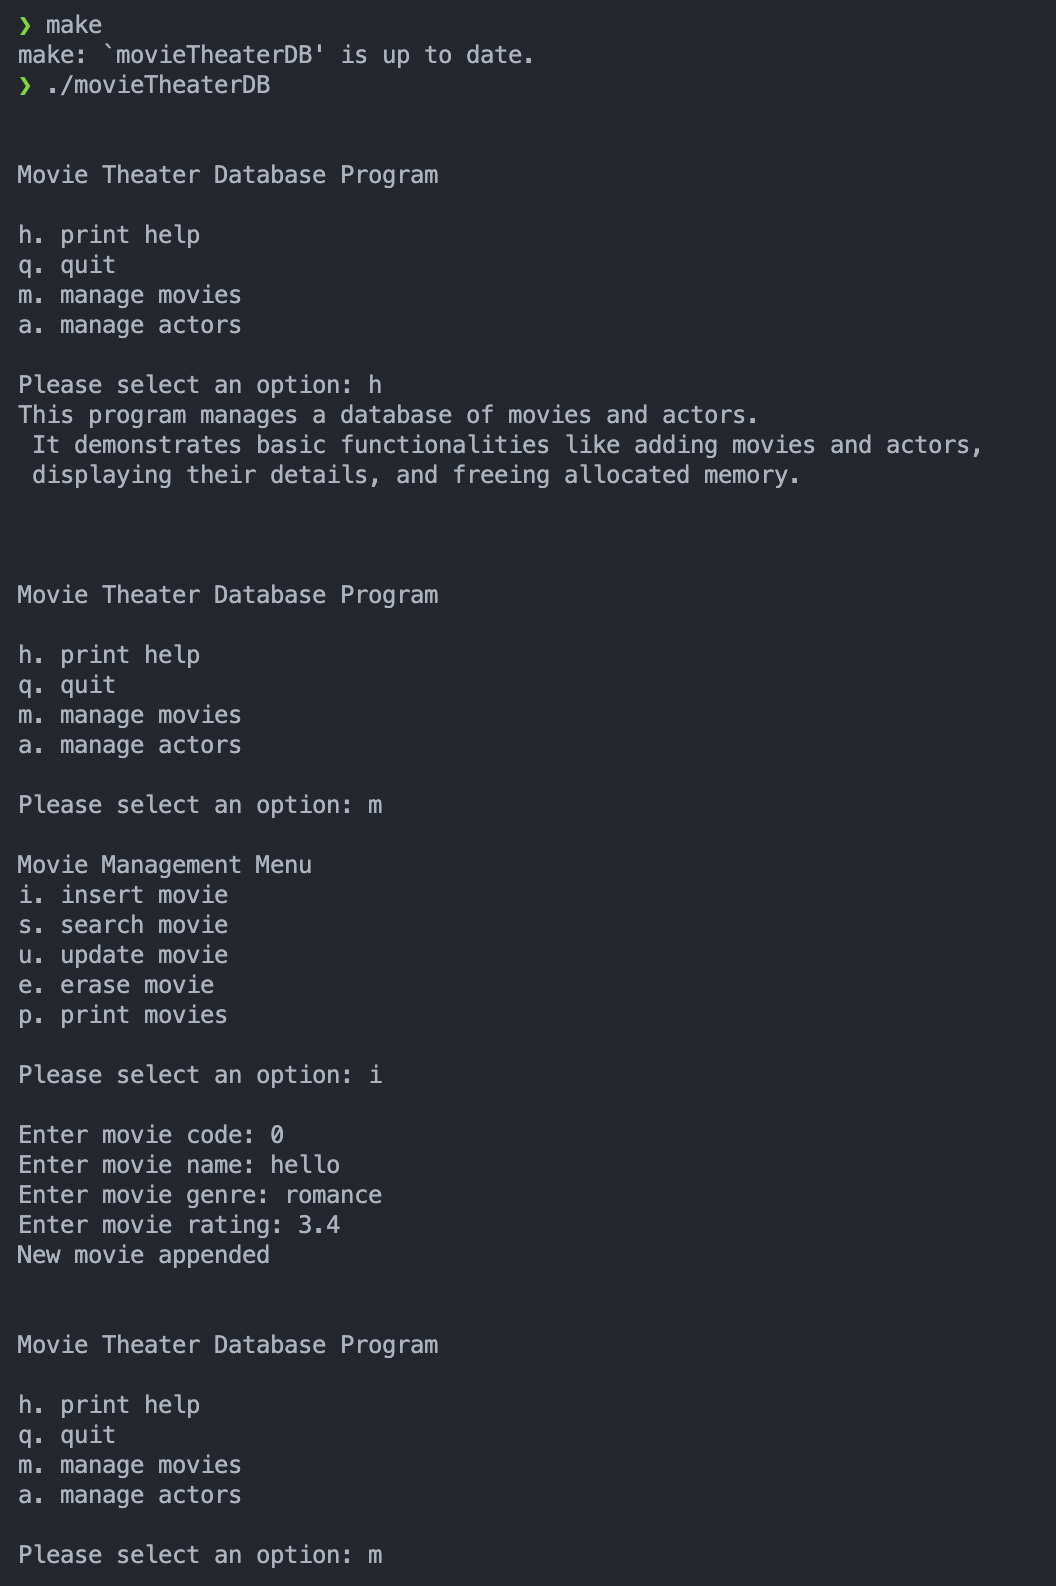 ❯ make
make: `movieTheaterDB' is up to date.
❯ ./movieTheaterDB
Movie Theater Database Program
h. print help
q. quit
m. manage movies
a. manage actors
Please select an option: h
This program manages a database of movies and actors.
It demonstrates basic functionalities like adding movies and actors,
displaying their details, and freeing allocated memory.
Movie Theater Database Program
h. print help
q. quit
m. manage movies
a. manage actors
Please select an option: m
Movie Management Menu
i. insert movie
s. search movie
u. update movie
e. erase movie
p. print movies
Please select an option: i
Enter movie code: 0
Enter movie name: hello
Enter movie genre: romance
Enter movie rating: 3.4
New movie appended
Movie Theater Database Program
h. print help
q. quit
m. manage movies
a. manage actors
Please select an option: m